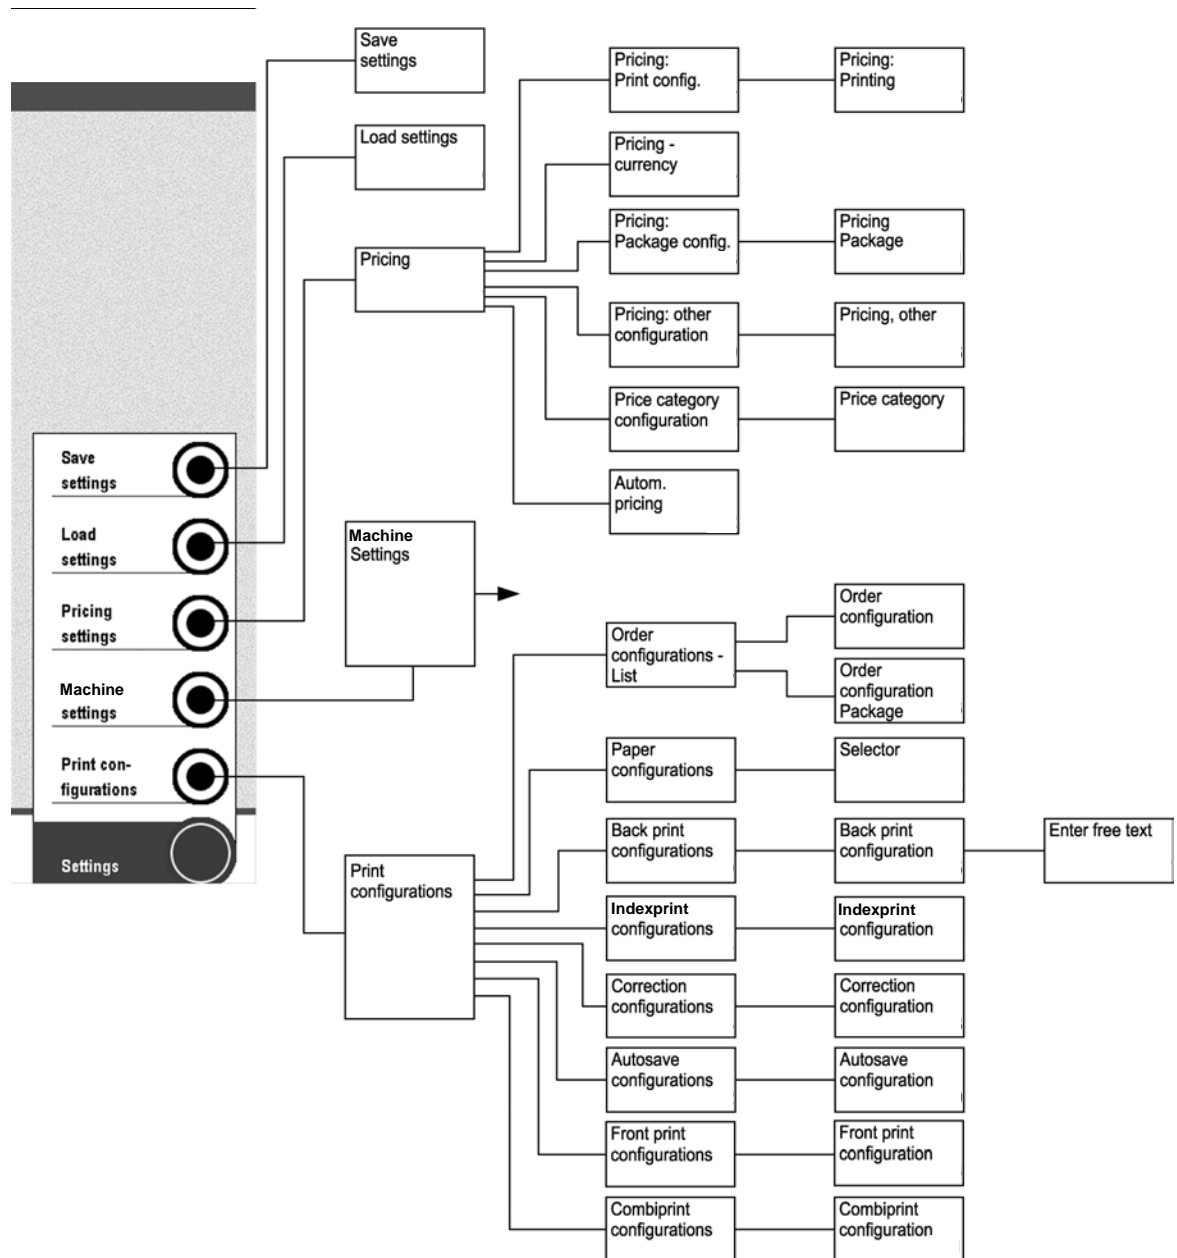 Save
settings
Load settings
Pricing
Pricing:
Print config.
Pricing:
Printing
Pricing -
currency
Pricing:
Package config.
Pricing
Package
Pricing: other
configuration
Pricing, other
Price category
configuration
Price category
Autom.
pricing
Save
settings
Load
settings
Pricing
settings
Machine
settings
Print con-
figurations
Settings
Machine
Settings
Order
configurations -
List
Order
configuration
Order
configuration
Package
Paper
configurations
Selector
Print
configurations
Back print
configurations
Back print
configuration
Enter free text
Indexprint
configurations
Indexprint
configuration
Correction
configurations
Correction
configuration
Autosave
configurations
Autosave
configuration
Front print
configurations
Front print
configuration
Combiprint
configurations
Combiprint
configuration